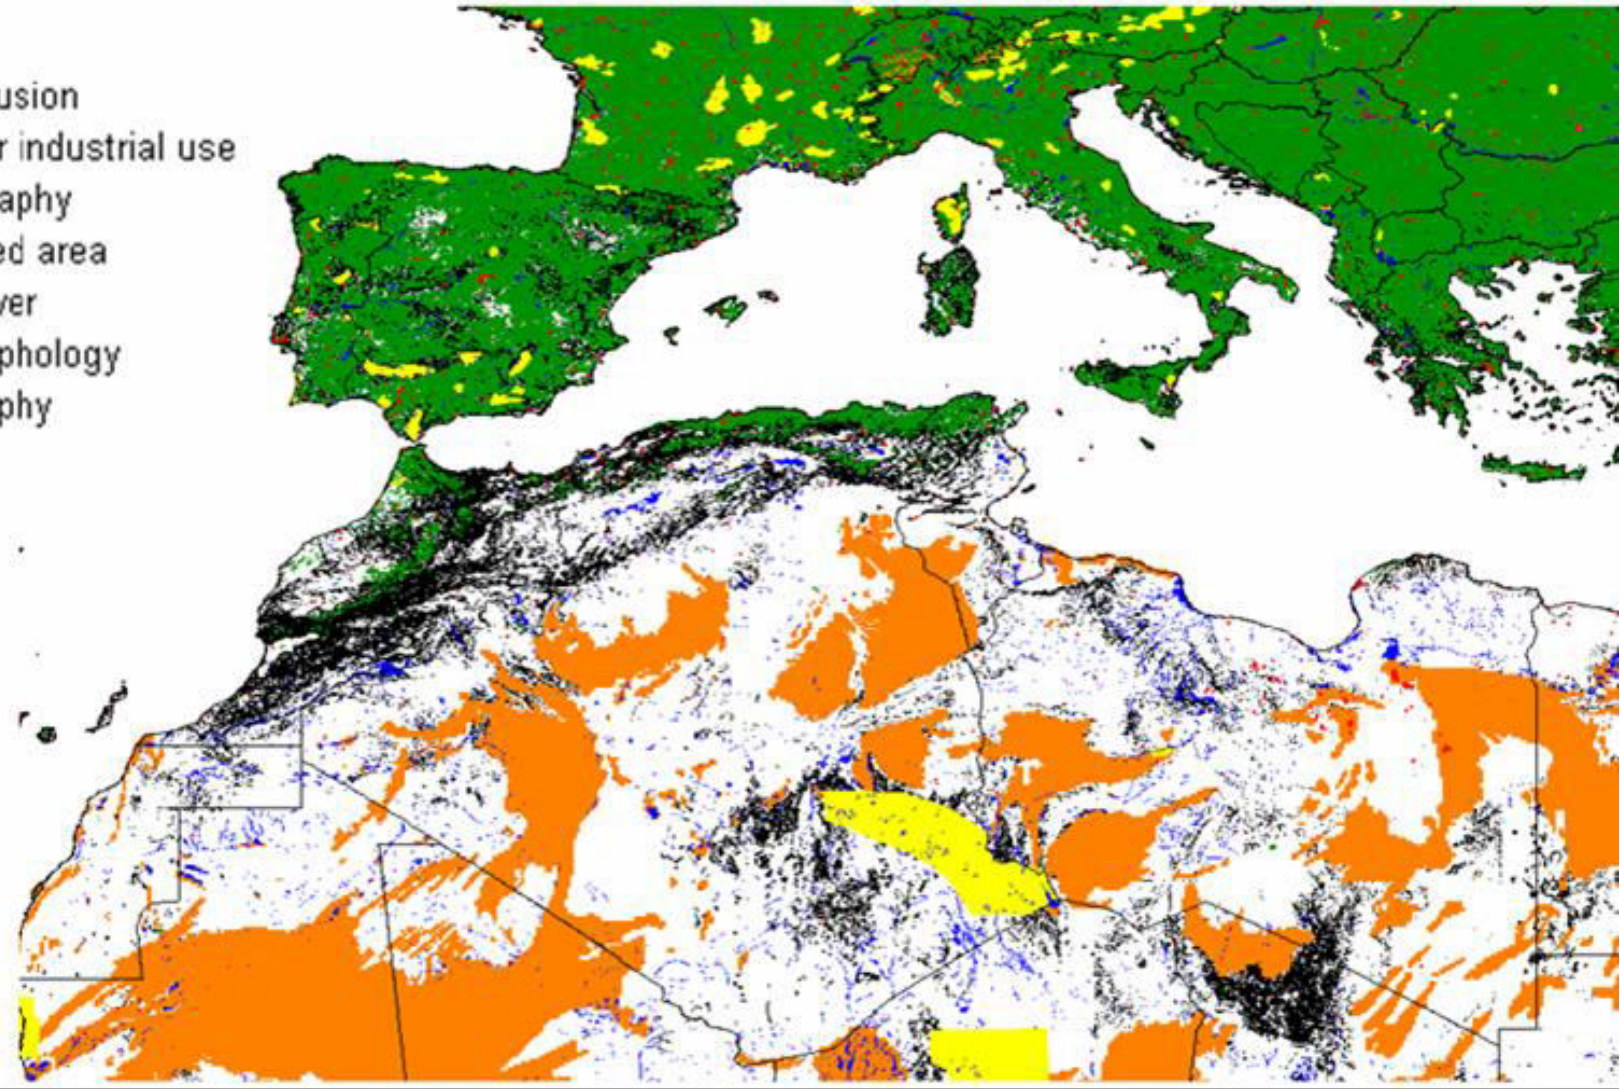 usion
r industrial use
aphy
ed area
ver
phology
phy